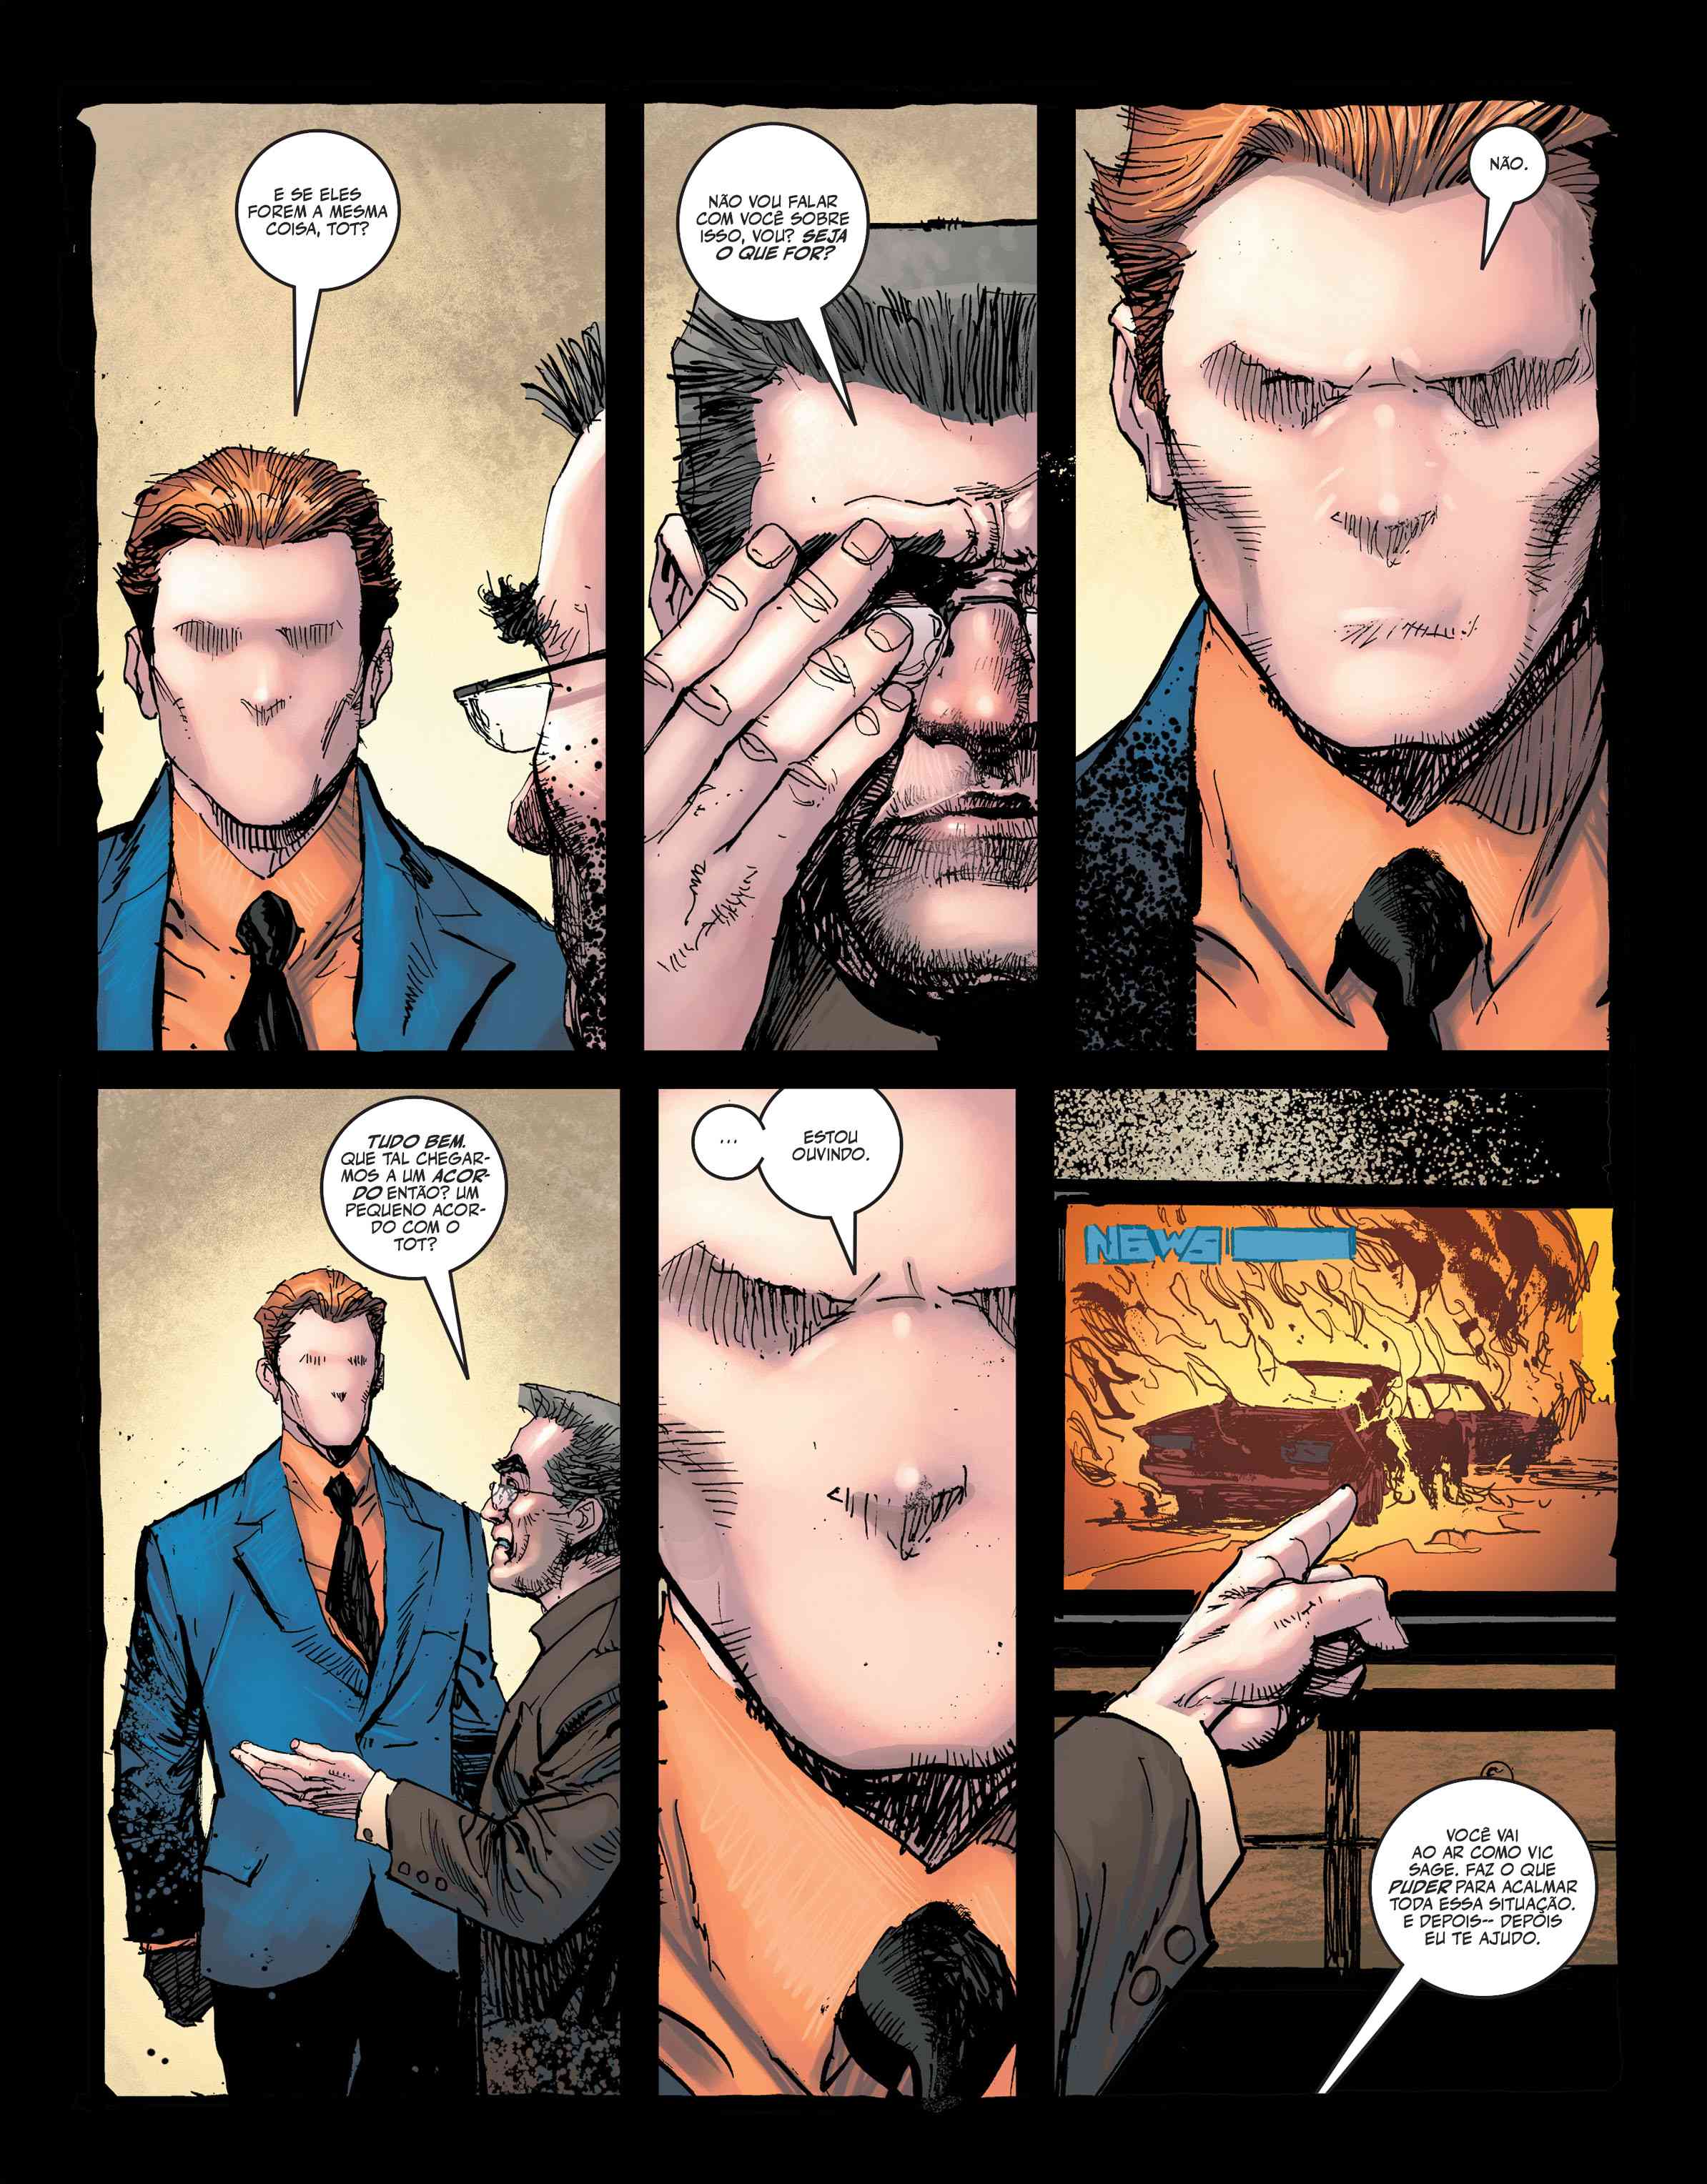 E SE ELES
FOREM A MESMA
COISA, TOT?
NÃO VOU FALAR
COM VOCÊ SOBRE
ISSO, VOU? SEJA
O QUE FOR?
NÃO.
TUDO BEM.
QUE TAL CHEGAR-
MOS A UM ACOR-
DO ENTÃO? UM
PEQUENO ACOR-
DO COM O
TOT?
...
ESTOU
OUVINDO.
NEWS
VOCÊ VAI
AO AR COMO VIC
SAGE. FAZ O QUE
PUDER PARA ACALMAR
TODA ESSA SITUAÇÃO.
E DEPOIS-- DEPOIS
EU TE AJUDO.